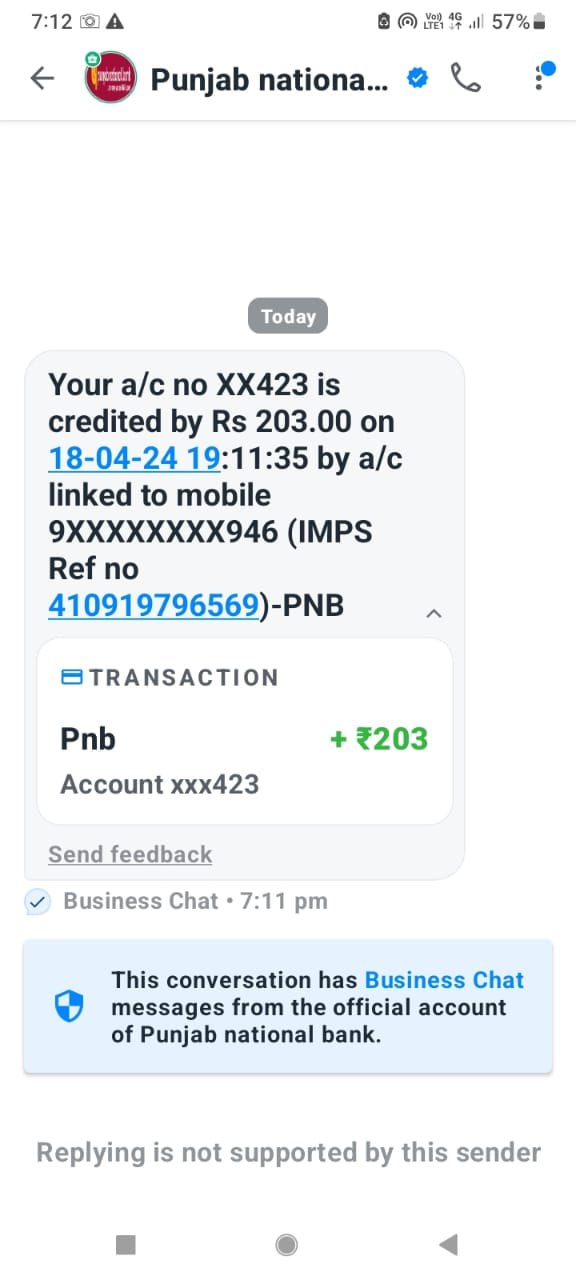 7:12
Vo) 4G
LTE1
57%
Punjab nationa...
Today
Your a/c no XX423 is
credited by Rs 203.00 on
18-04-24 19:11:35 by a/c
linked to mobile
9XXXXXXXX946 (IMPS
Ref no
410919796569)-PNB
TRANSACTION
Pnb
+ ₹203
Account xxx423
Send feedback
Business Chat • 7:11 pm
This conversation has Business Chat
messages from the official account
of Punjab national bank.
Replying is not supported by this sender